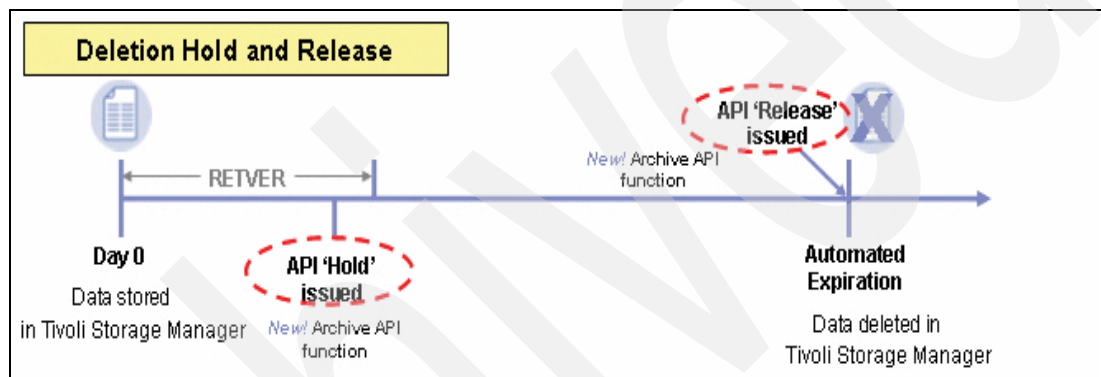 Deletion Hold and Release
API 'Release'
issued
New! Archive API
function
RETVER
Day 0
Data stored
in Tivoli Storage Manager
API 'Hold'
issued
New! Archive API
function
Automated
Expiration
Data deleted in
Tivoli Storage Manager